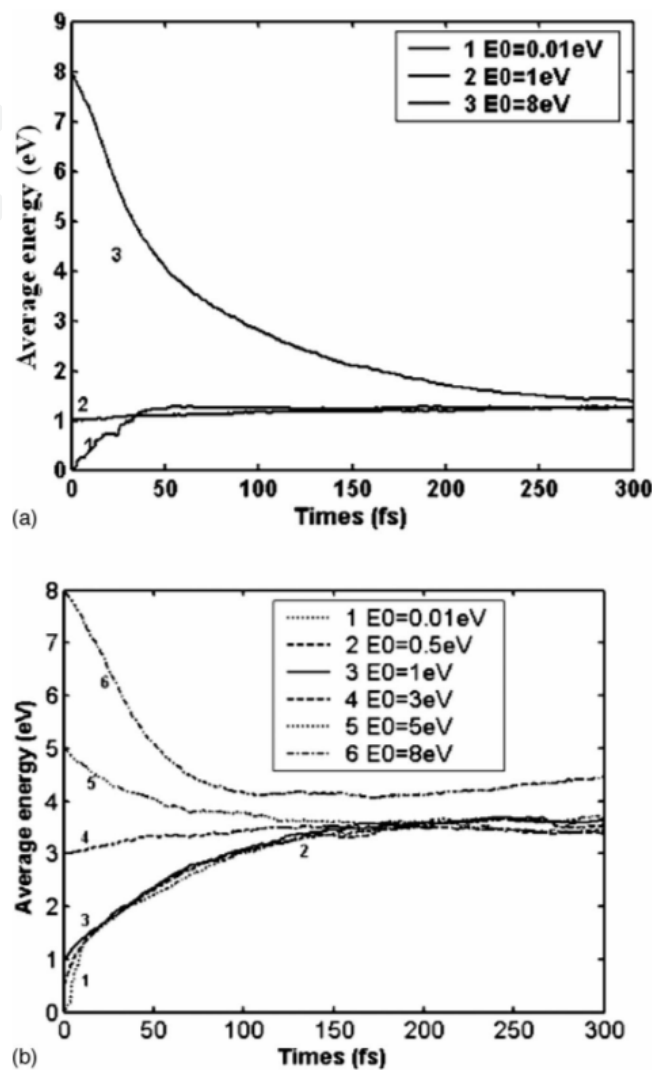 9
8
7
6
5
4
3
2
1
0
Average energy (eV)
1 E0=0.01eV
2 E0=1eV
3 E0=8eV
3
2
1
0 50 100 150 200 250 300
Times (fs)
(a)
8
7
6
5
4
3
2
1
0
Average energy (eV)
1 E0=0.01eV
2 E0=0.5eV
3 E0=1eV
4 E0=3eV
5 E0=5eV
6 E0=8eV
6
5
4
2
3
1
0 50 100 150 200 250 300
Times (fs)
(b)